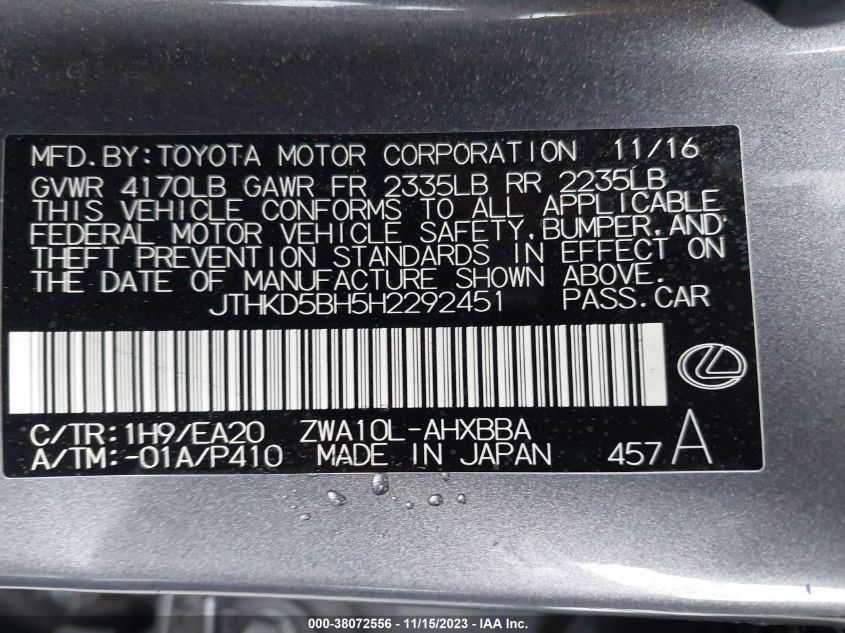 MFD.BY:TOYOTA MOTOR CORPORATION 11/16
GVWR 4170LB GAWR FR 2335LB RR 2235LB
THIS VEHICLE CONFORMS TO ALL APPLICABLE
FEDERAL MOTOR VEHICLE SAFETY,BUMPER,AND
THEFT PREVENTION STANDARDS IN EFFECT ON
THE DATE OF MANUFACTURE SHOWN ABOVE.
JTHKD5BH5H2292451 PASS.CAR
C/TR:1H9/EA20 ZWA10L-AHXBBA
A/TM:-01A/P410 MADE IN JAPAN 457 A
000-38072556 - 11/15/2023 - IAA Inc.